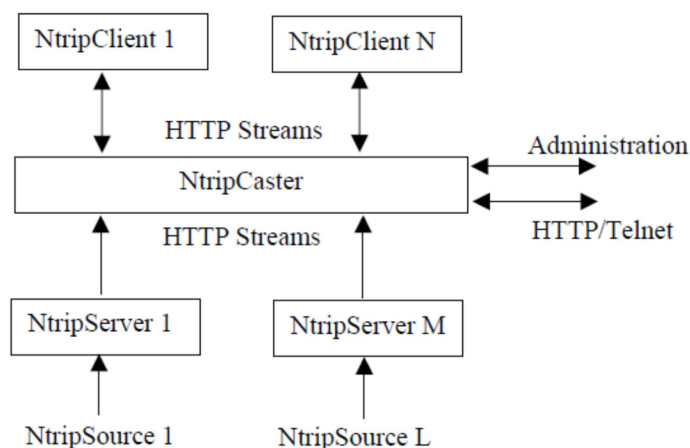 NtripClient 1
NtripClient N
HTTP Streams
Administration
NtripCaster
HTTP Streams
HTTP/Telnet
NtripServer 1
NtripServer M
NtripSource 1
NtripSource L